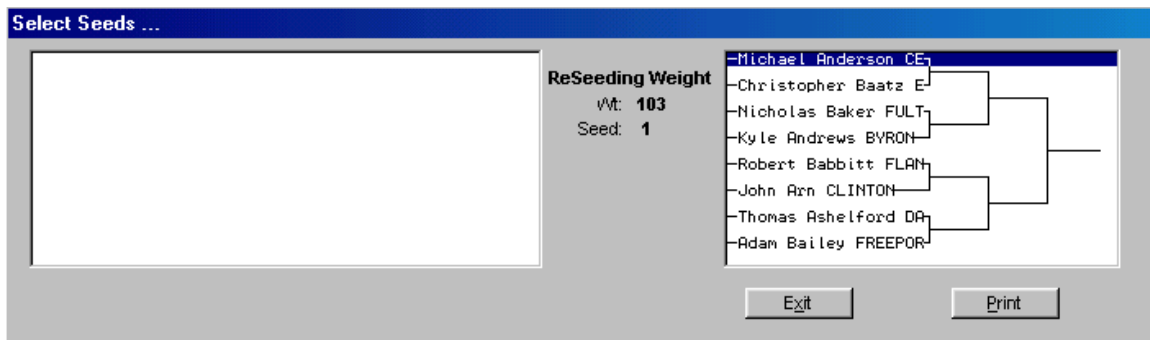 Select Seeds ...
ReSeeding Weight
Wt: 103
Seed: 1
Michael Anderson CE
Christopher Baatz E
Nicholas Baker FULT
Kyle Andrews BYRON
Robert Babbitt FLAN
John Arn CLINTON
Thomas Ashelford DA
Adam Bailey FREEPOR
Exit
Print